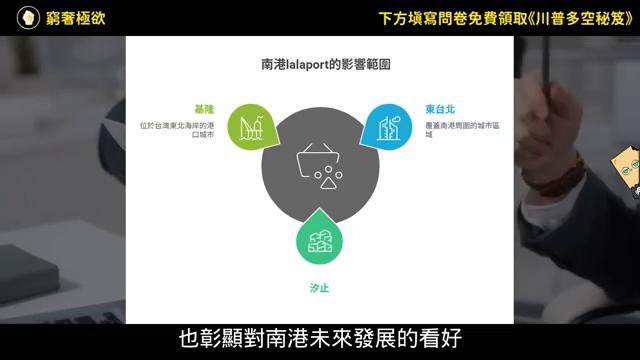 窮奢極欲
下方填寫問卷免費領取《川普多空秘笈》
南港lalaport的影響範圍
基隆
位於台灣東北海岸的港
口城市
東台北
覆蓋南港周圍的城市區
域
汐止
也彰顯對南港未來發展的看好